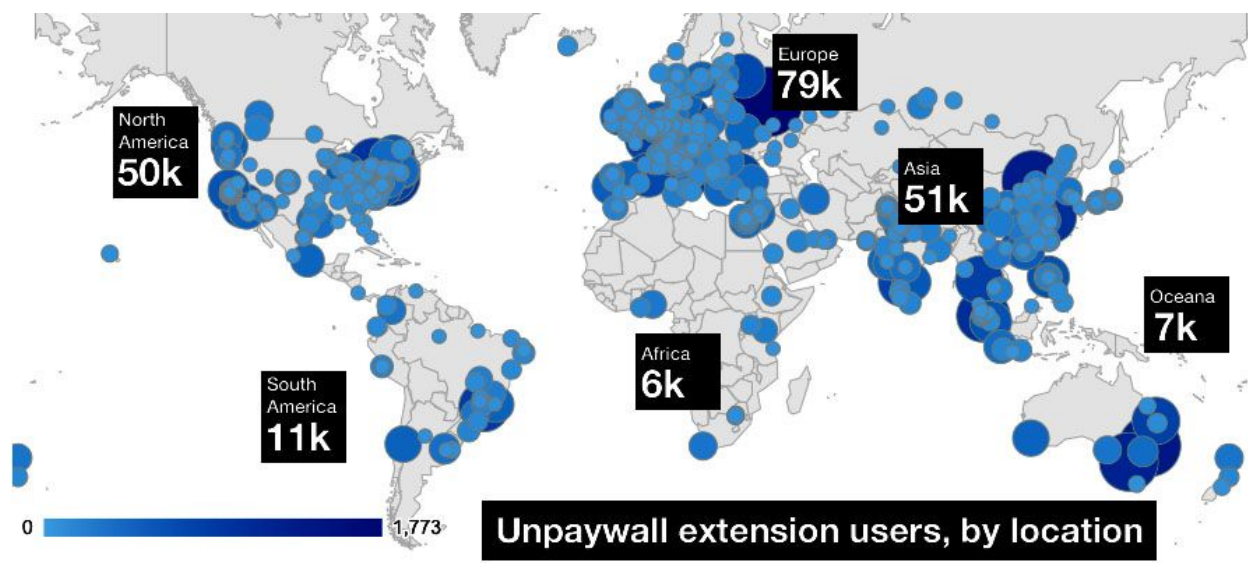 Europe
79k
North
America
50k
Asia
51k
Oceana
7k
Africa
6k
South
America
11k
0
1,773
Unpaywall extension users, by location